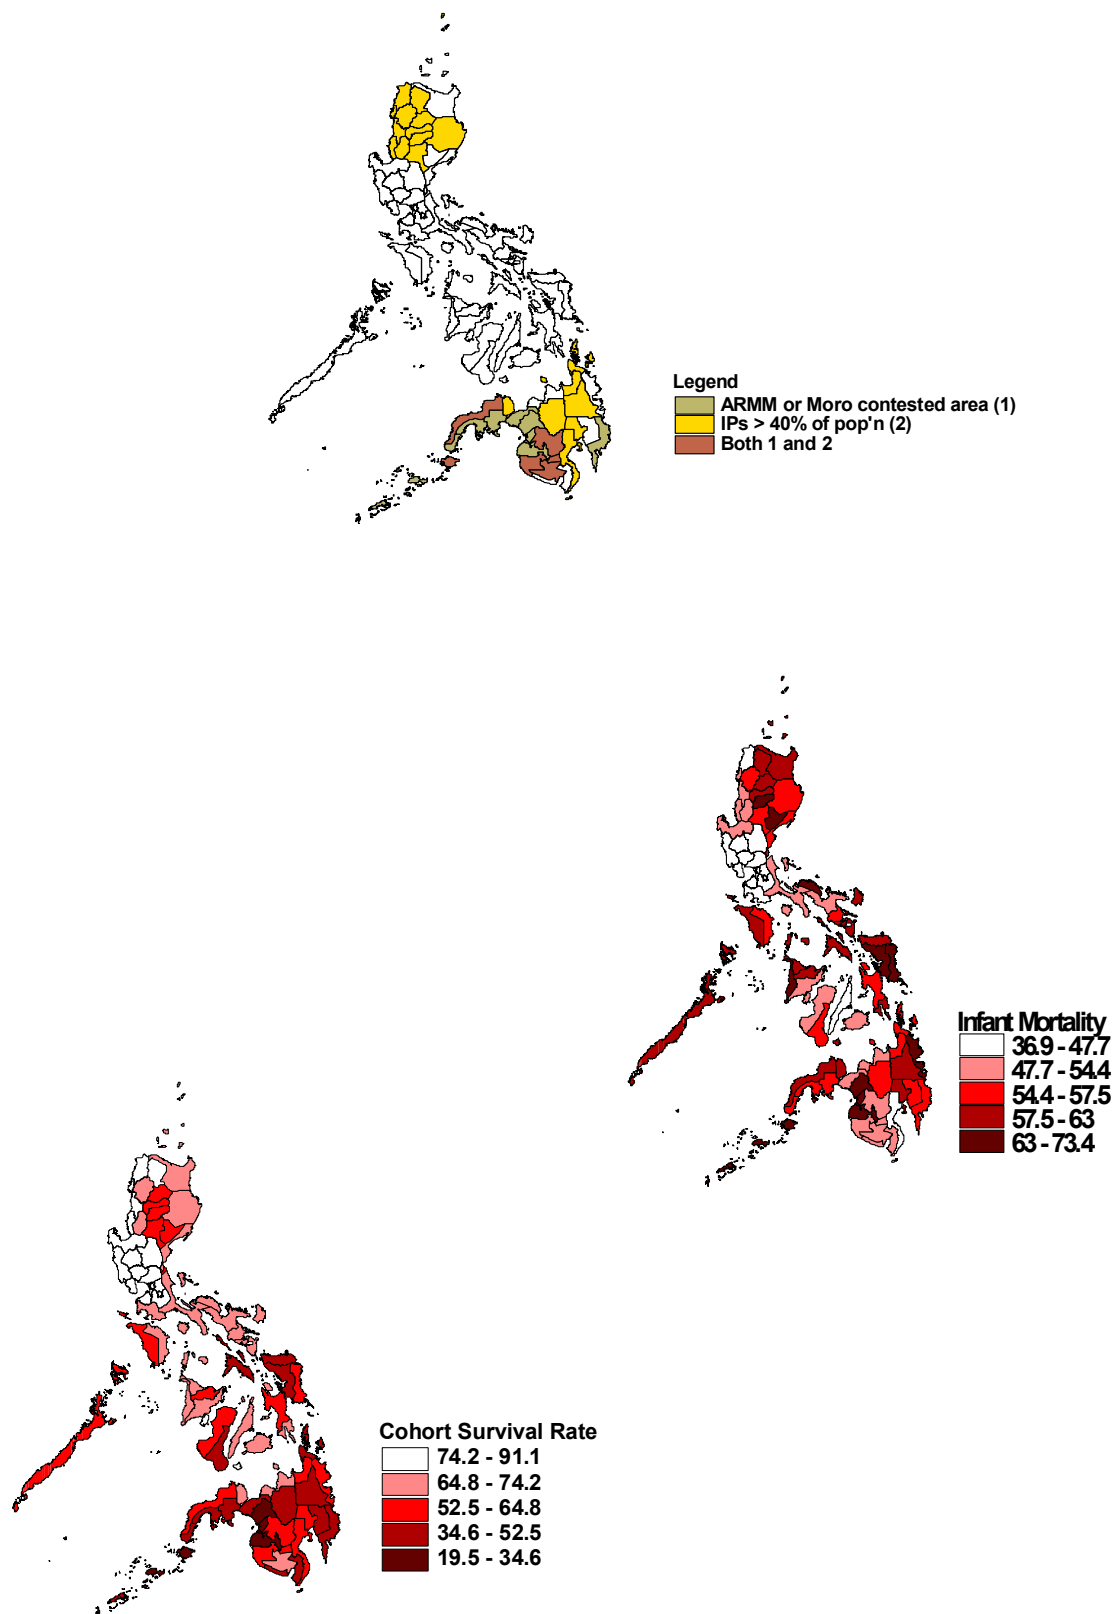 Legend
ARMM or Moro contested area (1)
IPs > 40% of pop'n (2)
Both 1 and 2
Infant Mortality
36.9 - 47.7
47.7 - 54.4
54.4 - 57.5
57.5 - 63
63 - 73.4
Cohort Survival Rate
74.2 - 91.1
64.8 - 74.2
52.5 - 64.8
34.6 - 52.5
19.5 - 34.6